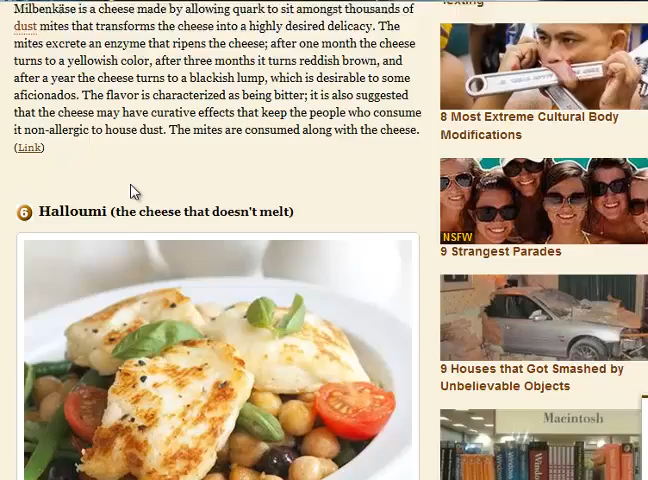 Milbenkäse is a cheese made by allowing quark to sit amongst thousands of
dust mites that transforms the cheese into a highly desired delicacy. The
mites excrete an enzyme that ripens the cheese; after one month the cheese
turns to a yellowish color, after three months it turns reddish brown, and
after a year the cheese turns to a blackish lump, which is desirable to some
aficionados. The flavor is characterized as being bitter; it is also suggested
that the cheese may have curative effects that keep the people who consume
it non-allergic to house dust. The mites are consumed along with the cheese.
(Link)
6 Halloumi (the cheese that doesn't melt)
Texting
8 Most Extreme Cultural Body
Modifications
NSFW
9 Strangest Parades
9 Houses that Got Smashed by
Unbelievable Objects
Macintosh
Windows